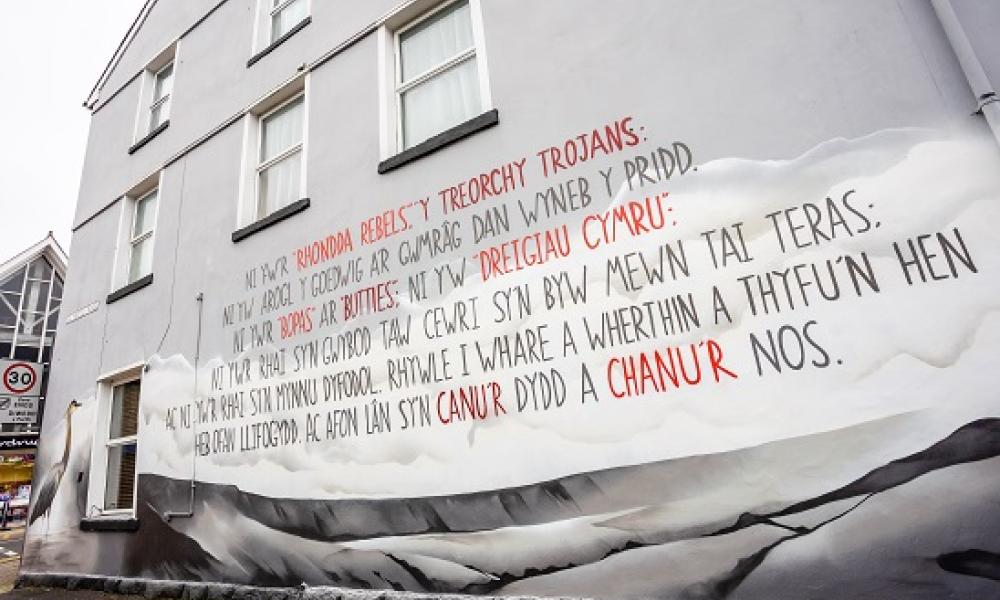 NI YW'R "RHONDDA REBELS," Y TREORCHY TROJANS;
NI YW AROGL Y GOEDWIG A'R GWMRÂG DAN WYNEB Y PRIDD.
NI YW'R "BOPAS" A'R "BUTTIES"; NI YW "DREIGIAU CYMRU";
NI YW'R RHAI SY'N GWYBOD TAW CEWRI SY'N BYW MEWN TAI TERAS;
AC NI YW'R RHAI SY'N MYNNU DYFODOL. RHYWLE I WHARE A WHERTHIN A THYFU'N HEN
HEB OFAN LLIFOGYDD. AC AFON LÂN SY'N CANU'R DYDD A CHANU'R NOS.
30